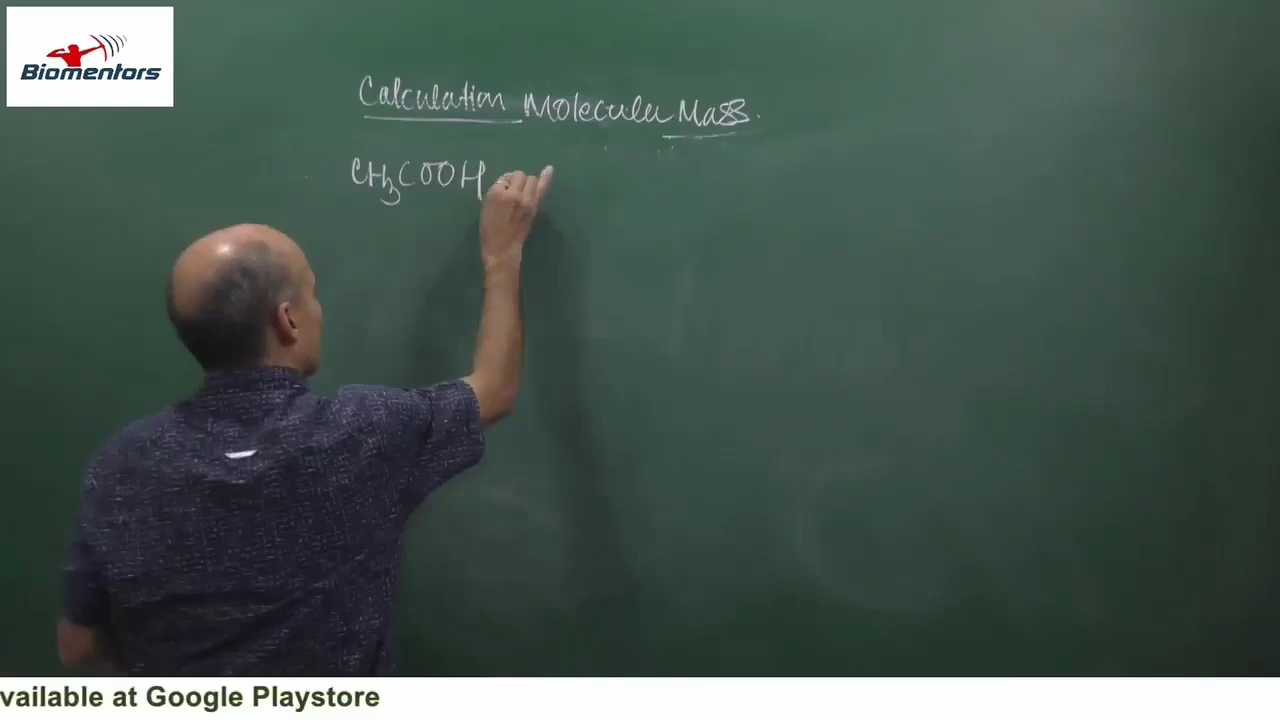 Biomentors
Calculation Molecular Mass.
CH3COOH
vailable at Google Playstore